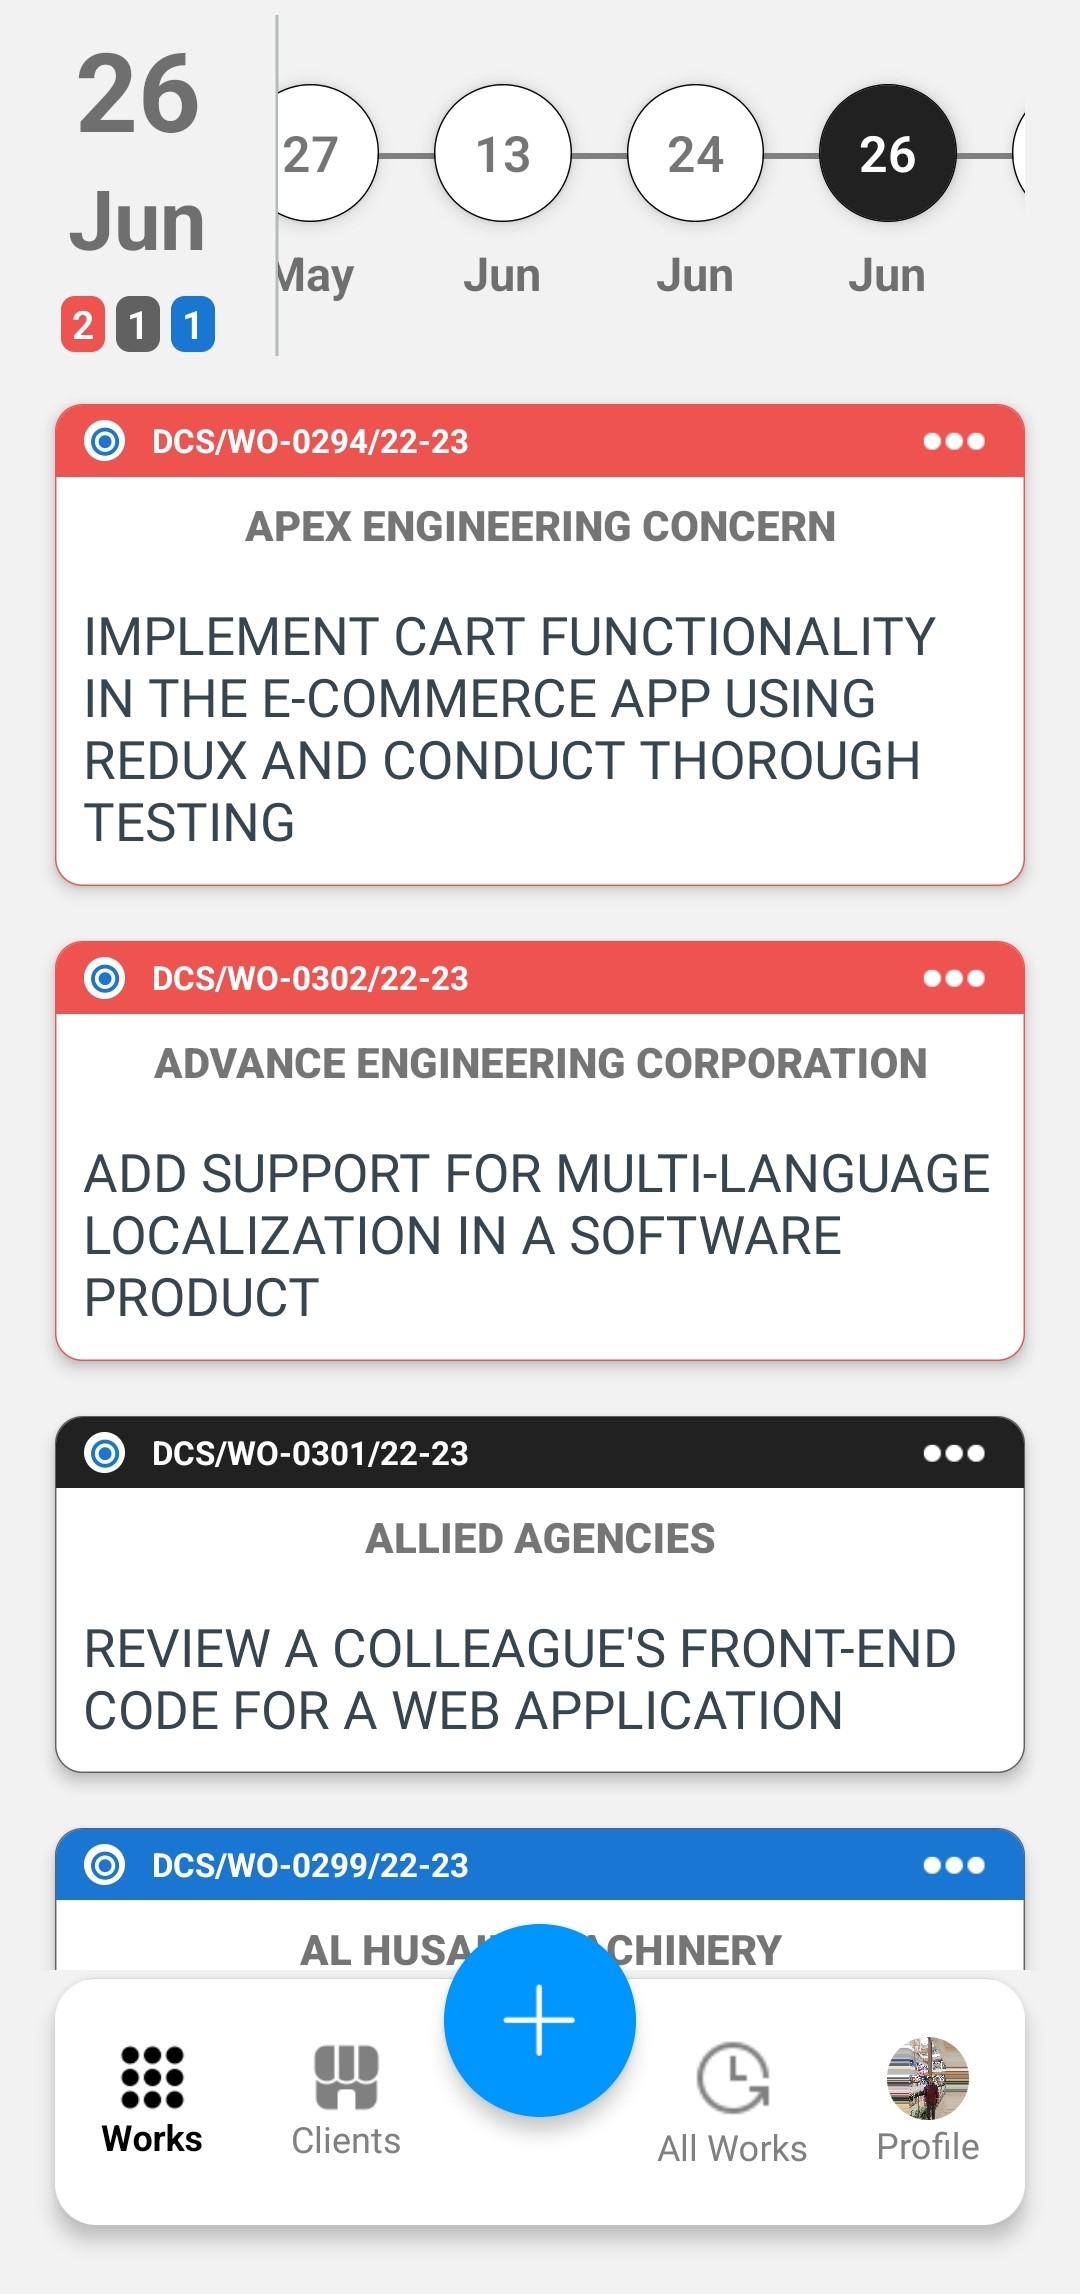 26
Jun
2 1 1
27 13 24 26
May Jun Jun Jun
DCS/WO-0294/22-23
APEX ENGINEERING CONCERN
IMPLEMENT CART FUNCTIONALITY
IN THE E-COMMERCE APP USING
REDUX AND CONDUCT THOROUGH
TESTING
DCS/WO-0302/22-23
ADVANCE ENGINEERING CORPORATION
ADD SUPPORT FOR MULTI-LANGUAGE
LOCALIZATION IN A SOFTWARE
PRODUCT
DCS/WO-0301/22-23
ALLIED AGENCIES
REVIEW A COLLEAGUE'S FRONT-END
CODE FOR A WEB APPLICATION
DCS/WO-0299/22-23
AL
Works Clients All Works Profile